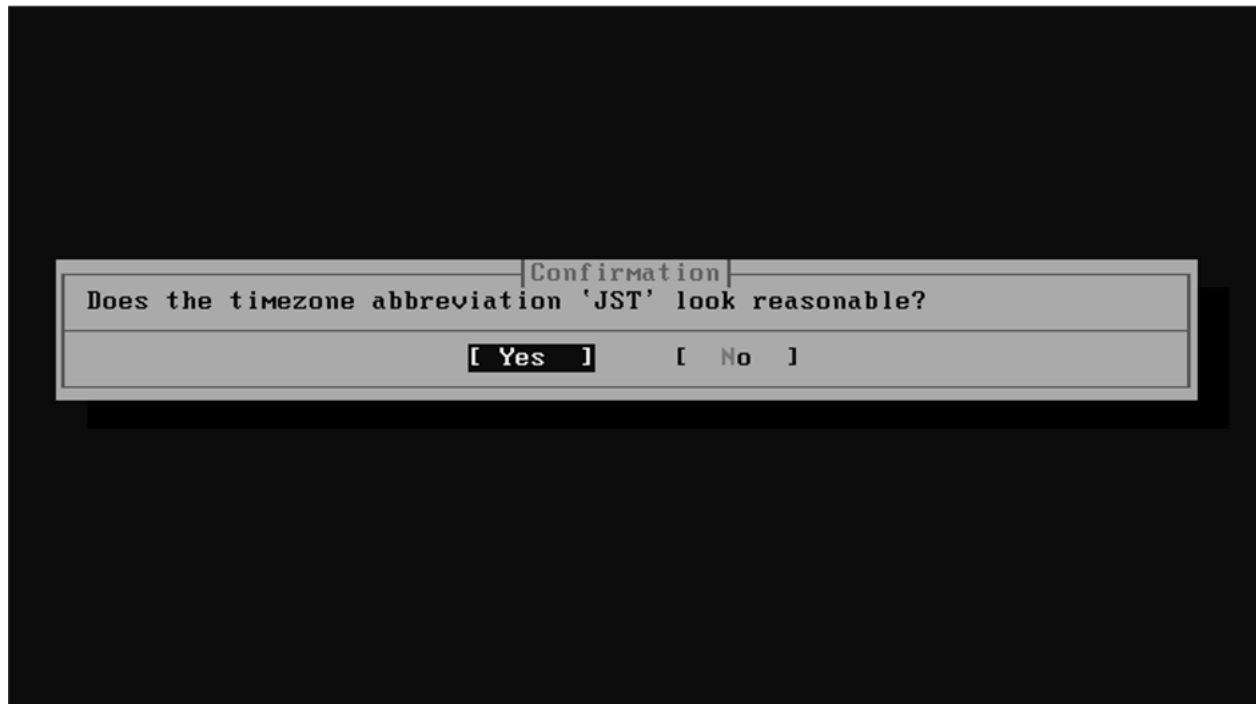 Confirmation
Does the timezone abbreviation `JST' look reasonable?
[ Yes ] [ No ]